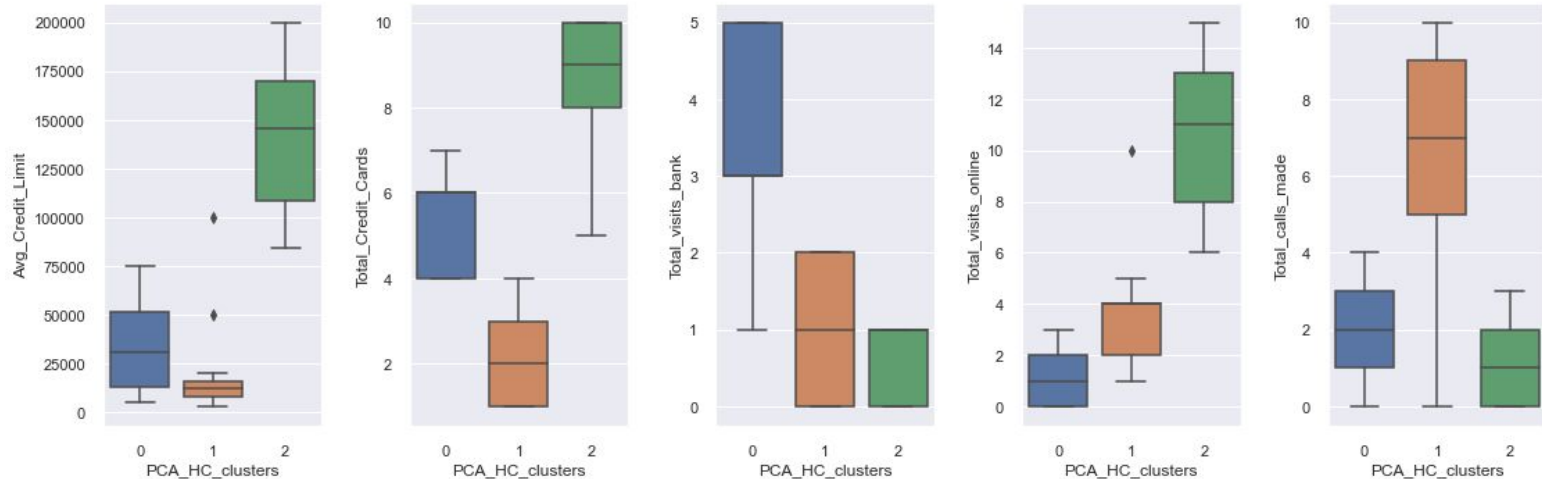 Avg_Credit_Limit
200000
175000
150000
125000
100000
75000
50000
25000
0
0 1 2
PCA_HC_clusters
Total_Credit_Cards
10
8
6
4
2
0 1 2
PCA_HC_clusters
Total_visits_bank
5
4
3
2
1
0
0 1 2
PCA_HC_clusters
Total_visits_online
14
12
10
8
6
4
2
0
0 1 2
PCA_HC_clusters
Total_calls_made
10
8
6
4
2
0
0 1 2
PCA_HC_clusters